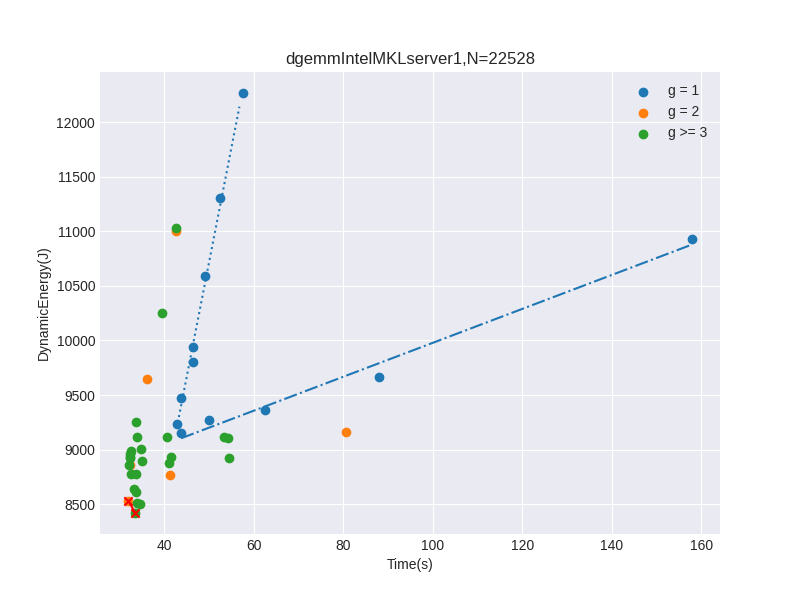 dgemmIntelMKLserver1,N=22528
g = 1
g = 2
g >= 3
12000
11500
11000
10500
10000
9500
9000
8500
DynamicEnergy(J)
40 60 80 100 120 140 160
Time(s)